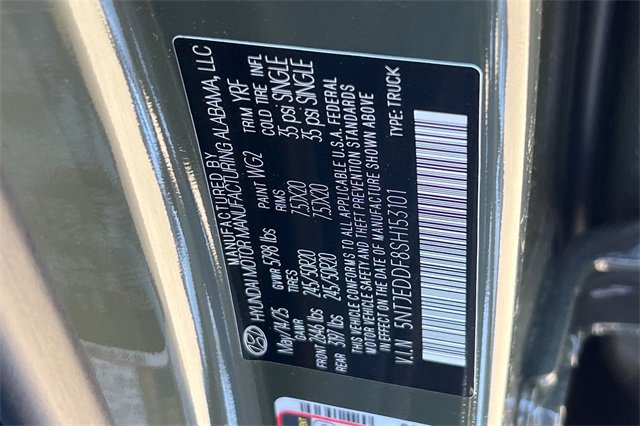 MANUFACTURED BY
HYUNDAI MOTOR MANUFACTURING ALABAMA, LLC
May/14/25 PAINT WG2 TRIM YRF
GVWR 5798 lbs
GAWR TIRES RIMS COLD TIRE INFL
FRONT 2646 lbs 245/50R20 7.5JX20 35 psi SINGLE
REAR 3197 lbs 245/50R20 7.5JX20 35 psi SINGLE
THIS VEHICLE CONFORMS TO ALL APPLICABLE U.S.A. FEDERAL
MOTOR VEHICLE SAFETY AND THEFT PREVENTION STANDARDS
IN EFFECT ON THE DATE OF MANUFACTURE SHOWN ABOVE
V.I.N. 5NTJEDDF8SH153101 TYPE:TRUCK